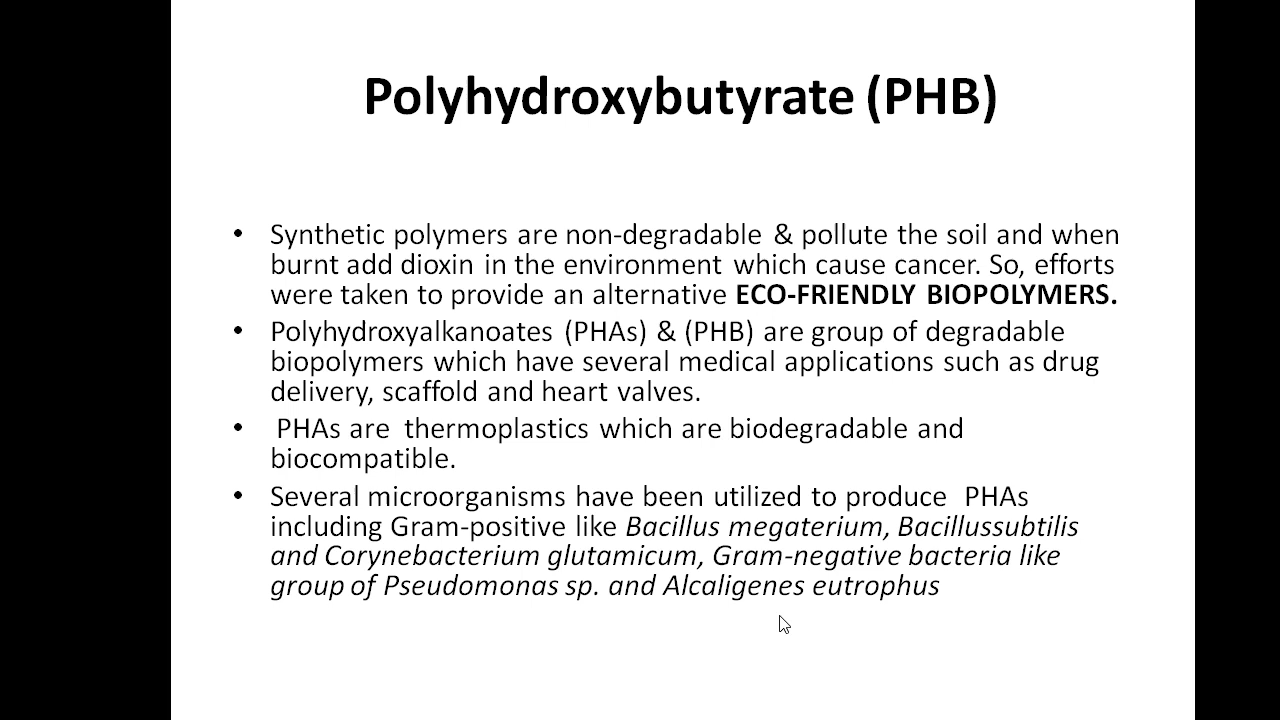 Polyhydroxybutyrate (PHB)
• Synthetic polymers are non-degradable & pollute the soil and when
burnt add dioxin in the environment which cause cancer. So, efforts
were taken to provide an alternative ECO-FRIENDLY BIOPOLYMERS.
• Polyhydroxyalkanoates (PHAs) & (PHB) are group of degradable
biopolymers which have several medical applications such as drug
delivery, scaffold and heart valves.
• PHAs are thermoplastics which are biodegradable and
biocompatible.
• Several microorganisms have been utilized to produce PHAs
including Gram-positive like Bacillus megaterium, Bacillussubtilis
and Corynebacterium glutamicum, Gram-negative bacteria like
group of Pseudomonas sp. and Alcaligenes eutrophus